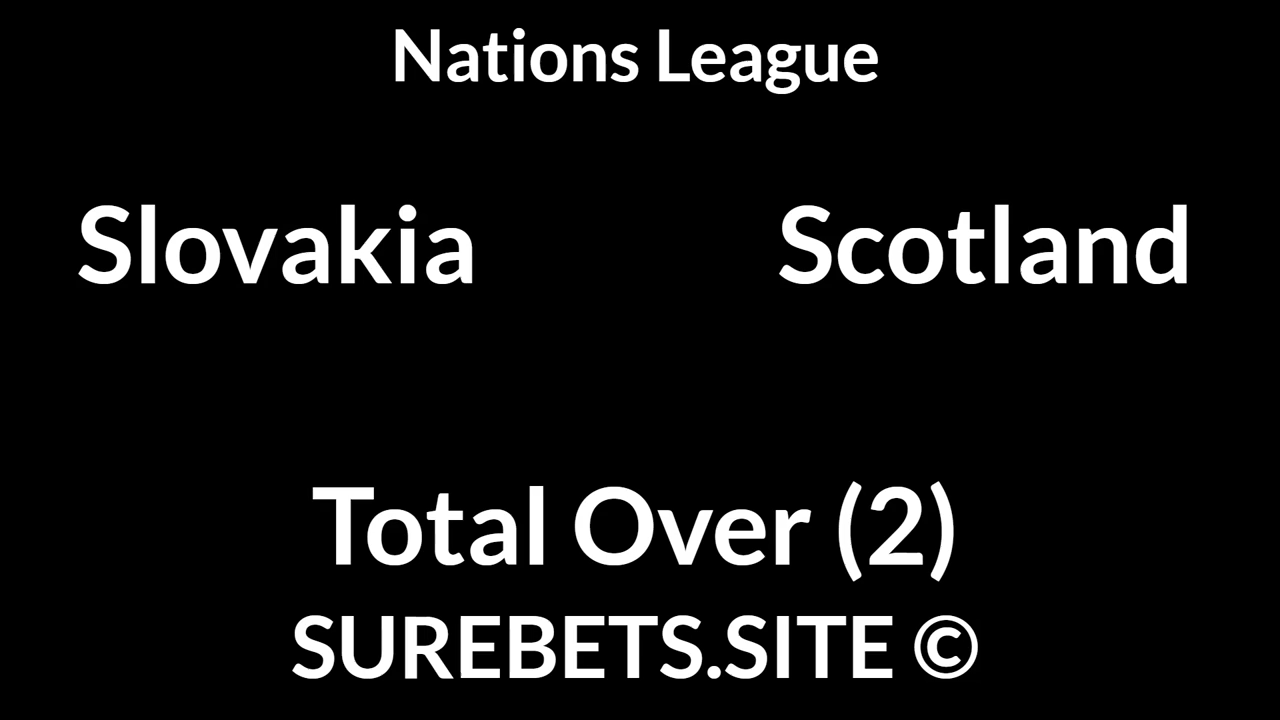 Nations League
Slovakia Scotland
Total Over (2)
SUREBETS.SITE ©